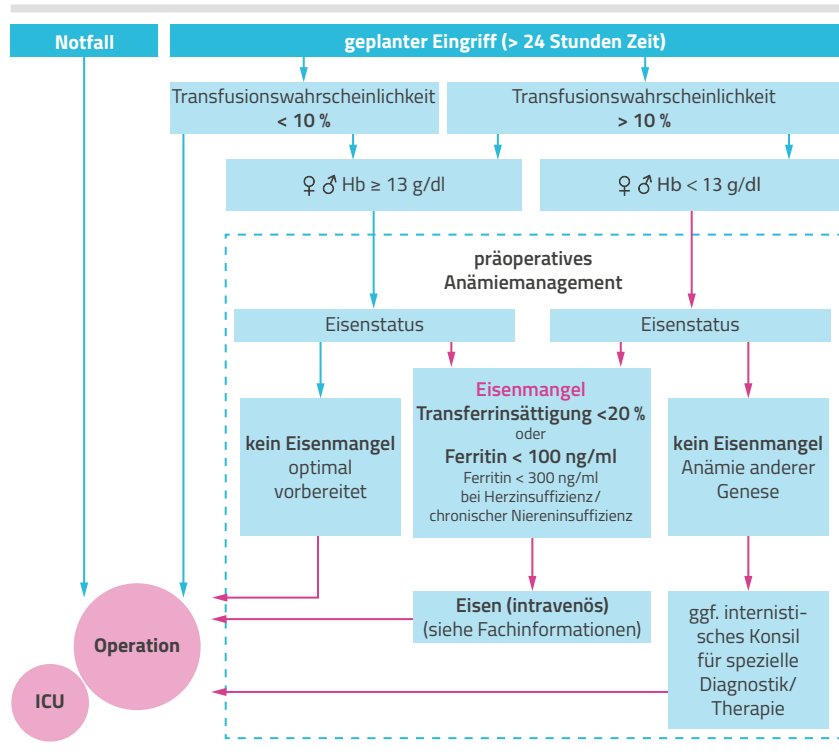 Notfall
geplanter Eingriff (> 24 Stunden Zeit)
Transfusionswahrscheinlichkeit
< 10 %
Transfusionswahrscheinlichkeit
> 10 %
♀ ♂ Hb ≥ 13 g/dl
♀ ♂ Hb < 13 g/dl
präoperatives
Anämiemanagement
Eisenstatus
Eisenstatus
kein Eisenmangel
optimal
vorbereitet
Eisenmangel
Transferrinsättigung <20 %
oder
Ferritin < 100 ng/ml
Ferritin < 300 ng/ml
bei Herzinsuffizienz/
chronischer Niereninsuffizienz
kein Eisenmangel
Anämie anderer
Genese
Eisen (intravenös)
(siehe Fachinformationen)
ggf. internisti-
sches Konsil
für spezielle
Diagnostik/
Therapie
Operation
ICU